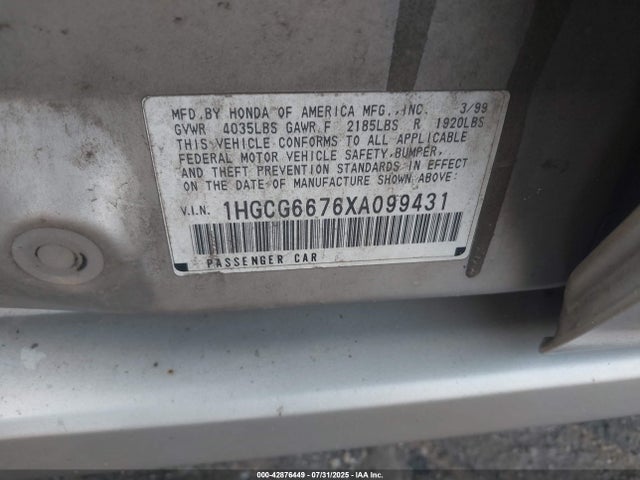 MFD.BY HONDA OF AMERICA MFG.,INC. 3/99
GVWR 4035LBS GAWR F 2185LBS R 1920LBS
THIS VEHICLE CONFORMS TO ALL APPLICABLE
FEDERAL MOTOR VEHICLE SAFETY,BUMPER,
AND THEFT PREVENTION STANDARDS IN EFFECT
ON THE DATE OF MANUFACTURE SHOWN ABOVE:
V.I.N. 1HGCG6676XA099431
PASSENGER CAR
000-42876449 - 07/31/2025 - IAA Inc.